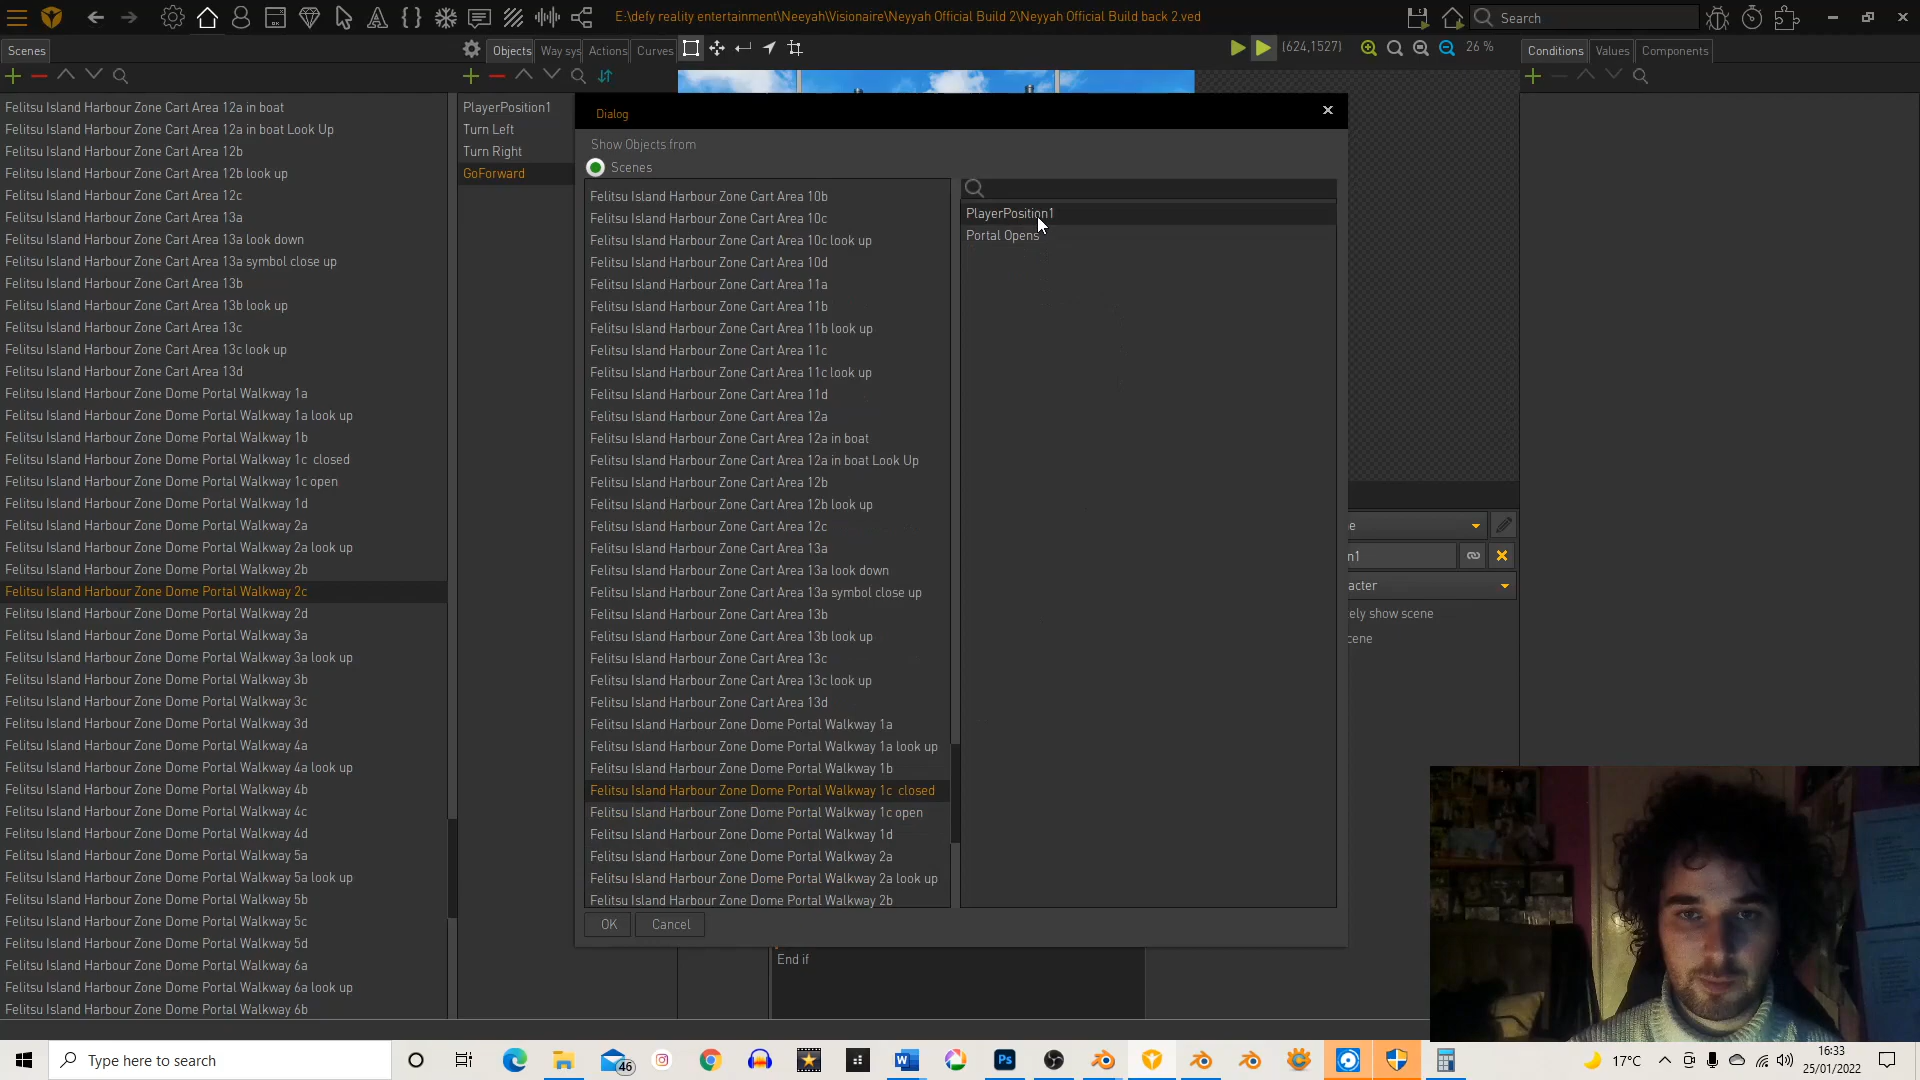 E:\defy reality entertainment\Neeyah\Visionaire\Neyyah Official Build 2\Neyyah Official Build back 2.ved
Search
Scenes
Objects
Way sys
Actions
Curves
(624,1527)
26 %
Conditions
Values
Components
Felitsu Island Harbour Zone Cart Area 12a in boat
Felitsu Island Harbour Zone Cart Area 12a in boat Look Up
Felitsu Island Harbour Zone Cart Area 12b
Felitsu Island Harbour Zone Cart Area 12b look up
Felitsu Island Harbour Zone Cart Area 12c
Felitsu Island Harbour Zone Cart Area 13a
Felitsu Island Harbour Zone Cart Area 13a look down
Felitsu Island Harbour Zone Cart Area 13a symbol close up
Felitsu Island Harbour Zone Cart Area 13b
Felitsu Island Harbour Zone Cart Area 13b look up
Felitsu Island Harbour Zone Cart Area 13c
Felitsu Island Harbour Zone Cart Area 13c look up
Felitsu Island Harbour Zone Cart Area 13d
Felitsu Island Harbour Zone Dome Portal Walkway 1a
Felitsu Island Harbour Zone Dome Portal Walkway 1a look up
Felitsu Island Harbour Zone Dome Portal Walkway 1b
Felitsu Island Harbour Zone Dome Portal Walkway 1c  closed
Felitsu Island Harbour Zone Dome Portal Walkway 1c open
Felitsu Island Harbour Zone Dome Portal Walkway 1d
Felitsu Island Harbour Zone Dome Portal Walkway 2a
Felitsu Island Harbour Zone Dome Portal Walkway 2a look up
Felitsu Island Harbour Zone Dome Portal Walkway 2b
Felitsu Island Harbour Zone Dome Portal Walkway 2c
Felitsu Island Harbour Zone Dome Portal Walkway 2d
Felitsu Island Harbour Zone Dome Portal Walkway 3a
Felitsu Island Harbour Zone Dome Portal Walkway 3a look up
Felitsu Island Harbour Zone Dome Portal Walkway 3b
Felitsu Island Harbour Zone Dome Portal Walkway 3c
Felitsu Island Harbour Zone Dome Portal Walkway 3d
Felitsu Island Harbour Zone Dome Portal Walkway 4a
Felitsu Island Harbour Zone Dome Portal Walkway 4a look up
Felitsu Island Harbour Zone Dome Portal Walkway 4b
Felitsu Island Harbour Zone Dome Portal Walkway 4c
Felitsu Island Harbour Zone Dome Portal Walkway 4d
Felitsu Island Harbour Zone Dome Portal Walkway 5a
Felitsu Island Harbour Zone Dome Portal Walkway 5a look up
Felitsu Island Harbour Zone Dome Portal Walkway 5b
Felitsu Island Harbour Zone Dome Portal Walkway 5c
Felitsu Island Harbour Zone Dome Portal Walkway 5d
Felitsu Island Harbour Zone Dome Portal Walkway 6a
Felitsu Island Harbour Zone Dome Portal Walkway 6a look up
Felitsu Island Harbour Zone Dome Portal Walkway 6b
PlayerPosition1
Turn Left
Turn Right
GoForward
Dialog
Show Objects from
Scenes
Felitsu Island Harbour Zone Cart Area 10b
Felitsu Island Harbour Zone Cart Area 10c
Felitsu Island Harbour Zone Cart Area 10c look up
Felitsu Island Harbour Zone Cart Area 10d
Felitsu Island Harbour Zone Cart Area 11a
Felitsu Island Harbour Zone Cart Area 11b
Felitsu Island Harbour Zone Cart Area 11b look up
Felitsu Island Harbour Zone Cart Area 11c
Felitsu Island Harbour Zone Cart Area 11c look up
Felitsu Island Harbour Zone Cart Area 11d
Felitsu Island Harbour Zone Cart Area 12a
Felitsu Island Harbour Zone Cart Area 12a in boat
Felitsu Island Harbour Zone Cart Area 12a in boat Look Up
Felitsu Island Harbour Zone Cart Area 12b
Felitsu Island Harbour Zone Cart Area 12b look up
Felitsu Island Harbour Zone Cart Area 12c
Felitsu Island Harbour Zone Cart Area 13a
Felitsu Island Harbour Zone Cart Area 13a look down
Felitsu Island Harbour Zone Cart Area 13a symbol close up
Felitsu Island Harbour Zone Cart Area 13b
Felitsu Island Harbour Zone Cart Area 13b look up
Felitsu Island Harbour Zone Cart Area 13c
Felitsu Island Harbour Zone Cart Area 13c look up
Felitsu Island Harbour Zone Cart Area 13d
Felitsu Island Harbour Zone Dome Portal Walkway 1a
Felitsu Island Harbour Zone Dome Portal Walkway 1a look up
Felitsu Island Harbour Zone Dome Portal Walkway 1b
Felitsu Island Harbour Zone Dome Portal Walkway 1c  closed
Felitsu Island Harbour Zone Dome Portal Walkway 1c open
Felitsu Island Harbour Zone Dome Portal Walkway 1d
Felitsu Island Harbour Zone Dome Portal Walkway 2a
Felitsu Island Harbour Zone Dome Portal Walkway 2a look up
Felitsu Island Harbour Zone Dome Portal Walkway 2b
PlayerPosition1
Portal Opens
OK
Cancel
e
n1
acter
ely show scene
cene
End if
Type here to search
46
17°C
16:33
25/01/2022